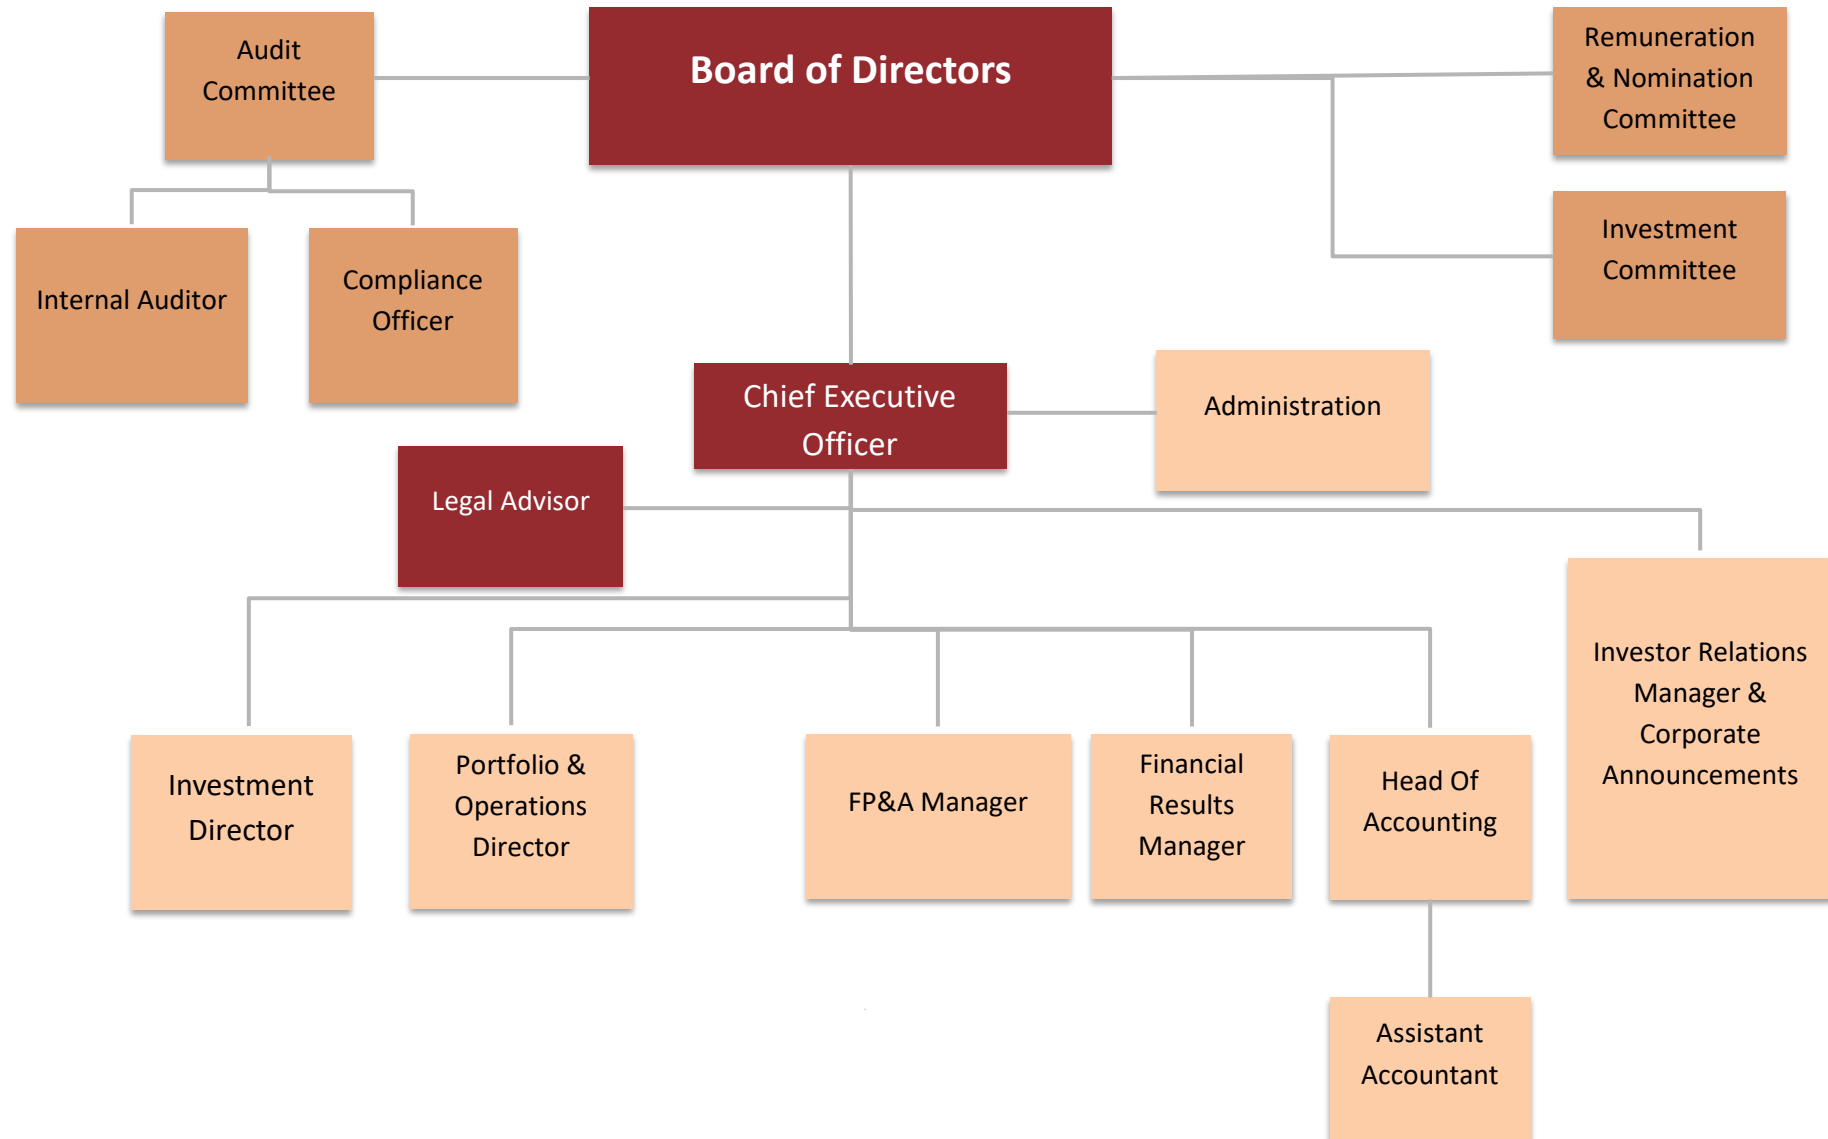 Audit
Committee
Board of Directors
Remuneration
& Nomination
Committee
Internal Auditor
Compliance
Officer
Investment
Committee
Chief Executive
Officer
Administration
Legal Advisor
Investment
Director
Portfolio &
Operations
Director
FP&A Manager
Financial
Results
Manager
Head Of
Accounting
Investor Relations
Manager &
Corporate
Announcements
Assistant
Accountant